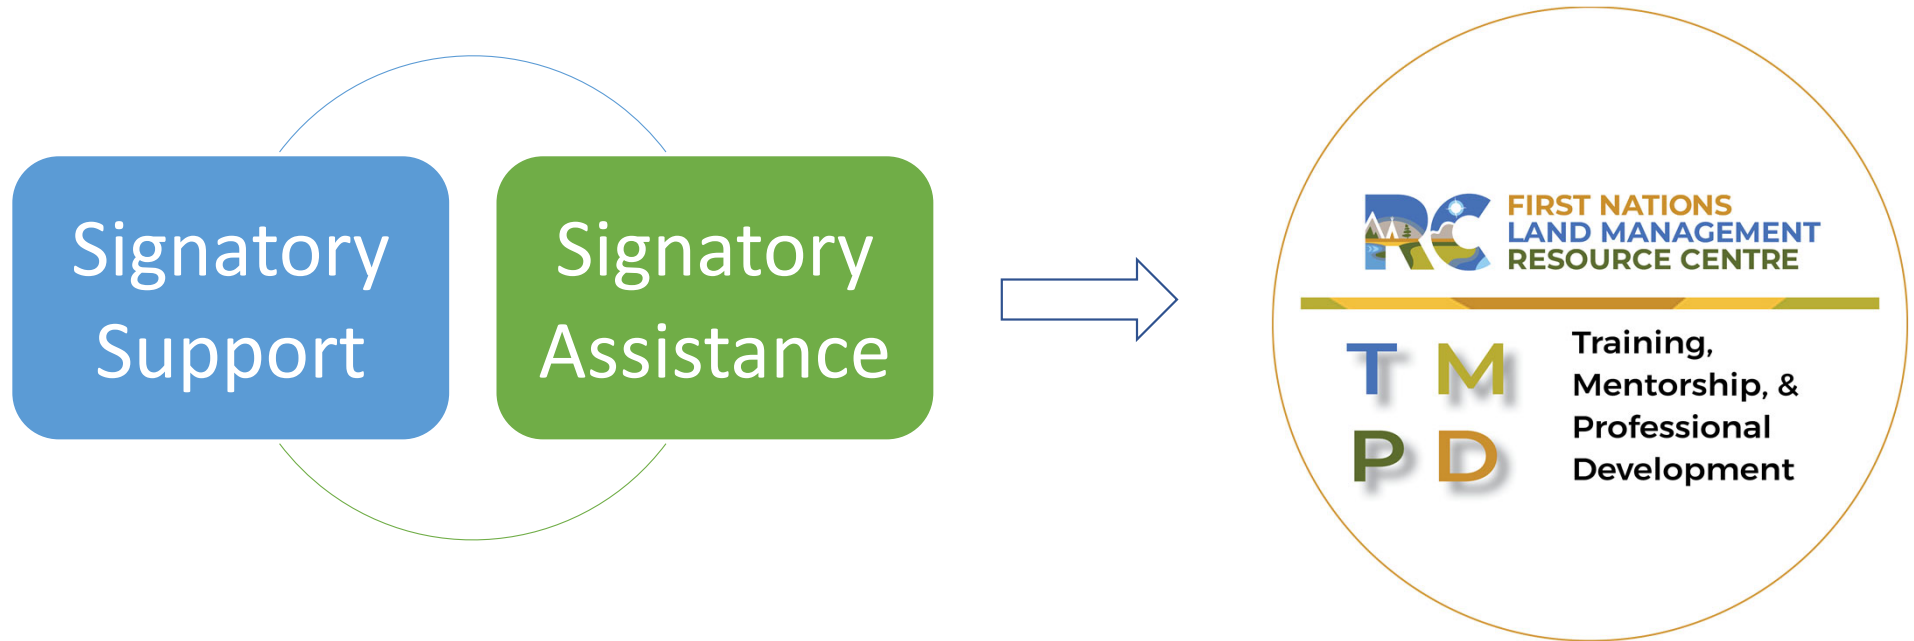 Signatory
Support
Signatory
Assistance
RC
FIRST NATIONS
LAND MANAGEMENT
RESOURCE CENTRE
T M
P D
Training,
Mentorship, &
Professional
Development